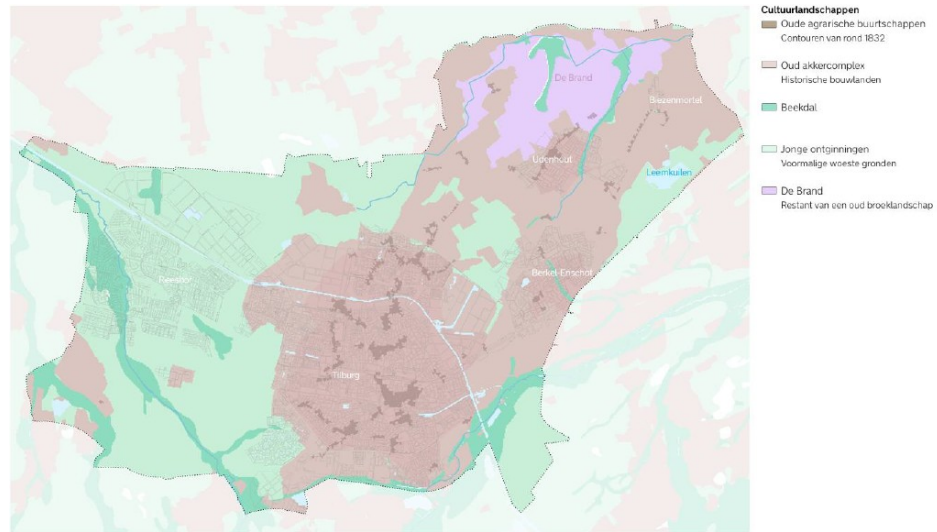 Cultuurlandschappen
Oude agrarische buurtschappen
Contouren van rond 1832
Oud akkercomplex
Historische bouwlanden
Beekdal
Jonge ontginningen
Voormalige woeste gronden
De Brand
Restant van een oud broeklandschap
De Brand
Biezenmortel
Udenhout
Leemkuilen
Berkel-Enschot
Reeshof
Tilburg